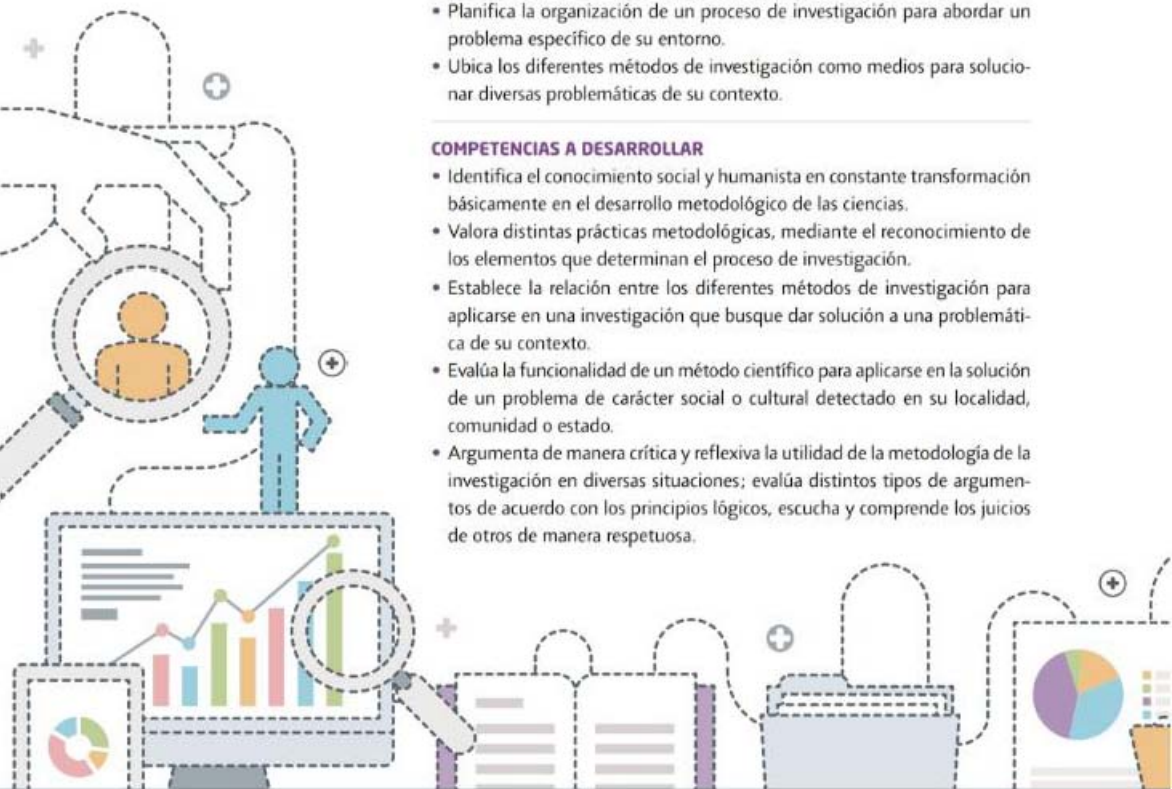 • Planifica la organización de un proceso de investigación para abordar un
problema específico de su entorno.
• Ubica los diferentes métodos de investigación como medios para solucio-
nar diversas problemáticas de su contexto.
COMPETENCIAS A DESARROLLAR
• Identifica el conocimiento social y humanista en constante transformación
básicamente en el desarrollo metodológico de las ciencias.
• Valora distintas prácticas metodológicas, mediante el reconocimiento de
los elementos que determinan el proceso de investigación.
• Establece la relación entre los diferentes métodos de investigación para
aplicarse en una investigación que busque dar solución a una problemáti-
ca de su contexto.
• Evalúa la funcionalidad de un método científico para aplicarse en la solución
de un problema de carácter social o cultural detectado en su localidad,
comunidad o estado.
• Argumenta de manera crítica y reflexiva la utilidad de la metodología de la
investigación en diversas situaciones; evalúa distintos tipos de argumen-
tos de acuerdo con los principios lógicos, escucha y comprende los juicios
de otros de manera respetuosa.